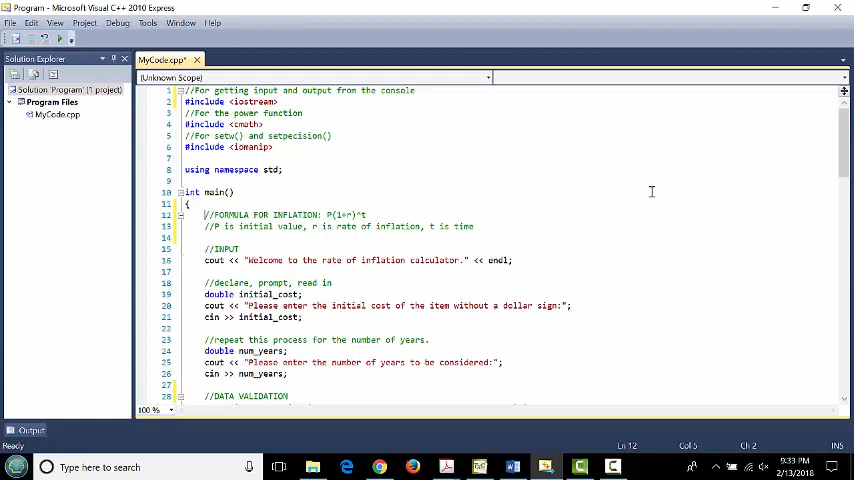 Program - Microsoft Visual C++ 2010 Express
File Edit View Project Debug Tools Window Help
Solution Explorer
MyCode.cpp*
(Unknown Scope)
Solution 'Program' (1 project)
Program Files
MyCode.cpp
1 //For getting input and output from the console
2 #include <iostream>
3 //For the power function
4 #include <cmath>
5 //For setw() and setpecision()
6 #include <iomanip>
7
8 using namespace std;
9
10 int main()
11 {
12 //FORMULA FOR INFLATION: P(1+r)^t
13 //P is initial value, r is rate of inflation, t is time
14
15 //INPUT
16 cout << "Welcome to the rate of inflation calculator." << endl;
17
18 //declare, prompt, read in
19 double initial_cost;
20 cout << "Please enter the initial cost of the item without a dollar sign:";
21 cin >> initial_cost;
22
23 //repeat this process for the number of years.
24 double num_years;
25 cout << "Please enter the number of years to be considered:";
26 cin >> num_years;
27
28 //DATA VALIDATION
100 %
Output
Ready
Ln 12 Col 5 Ch 2 INS
Type here to search
9:33 PM
2/13/2018